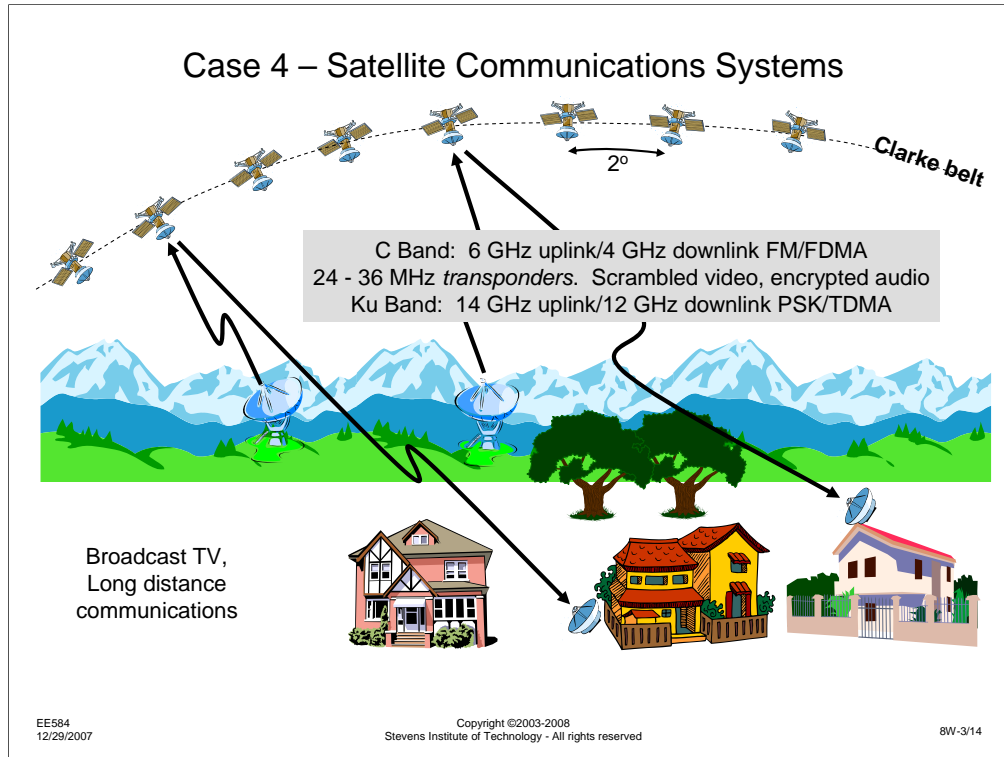 Case 4 – Satellite Communications Systems
Clarke belt
2o
C Band: 6 GHz uplink/4 GHz downlink FM/FDMA
24 - 36 MHz transponders. Scrambled video, encrypted audio
Ku Band: 14 GHz uplink/12 GHz downlink PSK/TDMA
Broadcast TV,
Long distance
communications
EE584
12/29/2007
Copyright ©2003-2008
Stevens Institute of Technology - All rights reserved
8W-3/14